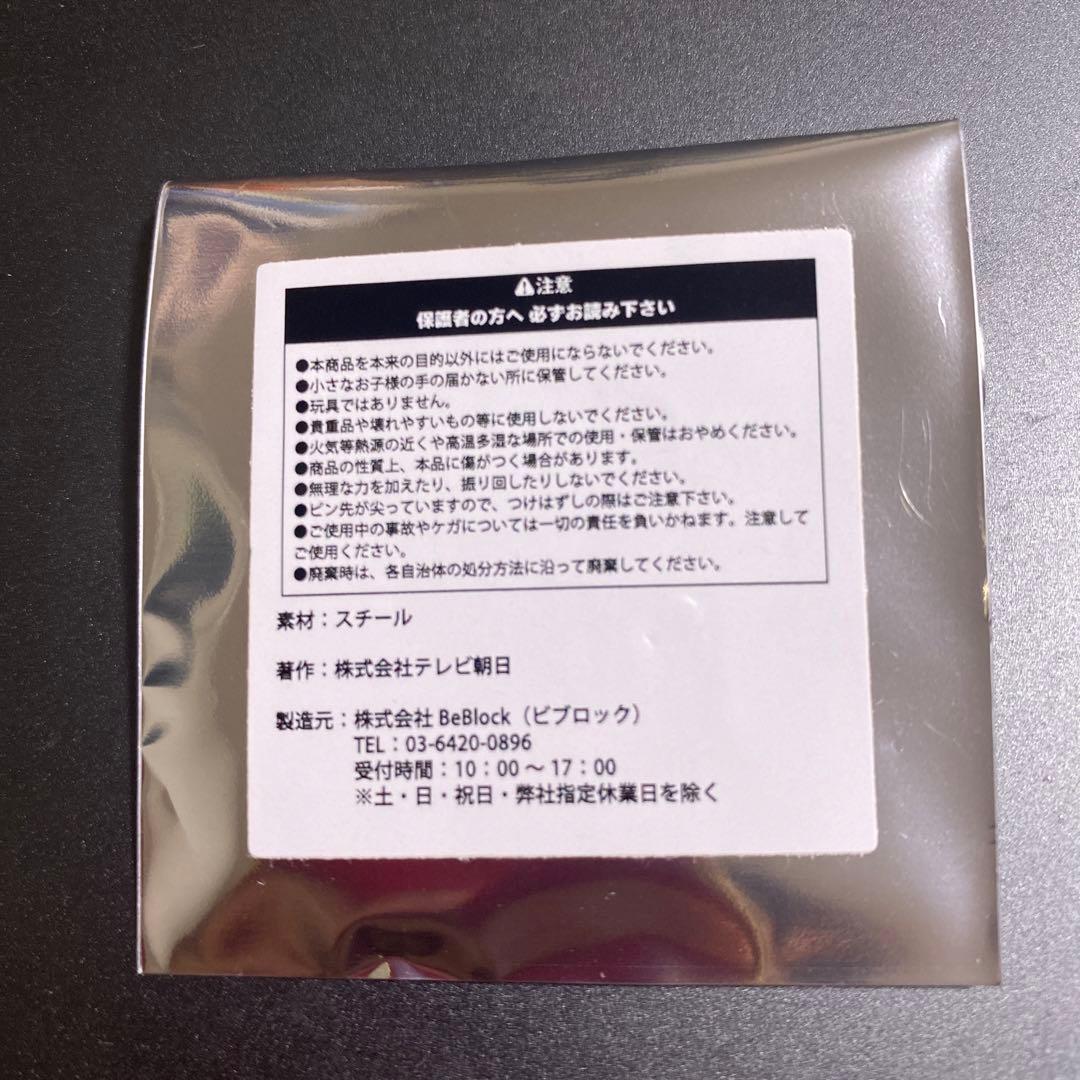 ⚠注意
保護者の方へ 必ずお読み下さい
●本商品を本来の目的以外にはご使用にならないでください。
●小さなお子様の手の届かない所に保管してください。
●玩具ではありません。
●貴重品や壊れやすいもの等に使用しないでください。
●火気等熱源の近くや高温多湿な場所での使用・保管はおやめください。
●商品の性質上、本品に傷がつく場合があります。
●無理な力を加えたり、振り回したりしないでください。
●ピン先が尖っていますので、つけはずしの際はご注意下さい。
●ご使用中の事故やケガについては一切の責任を負いかねます。注意して
ご使用ください。
●廃棄時は、各自治体の処分方法に沿って廃棄してください。
素材：スチール
著作：株式会社テレビ朝日
製造元：株式会社 BeBlock（ビブロック）
TEL：03-6420-0896
受付時間：10：00～17：00
※土・日・祝日・弊社指定休業日を除く